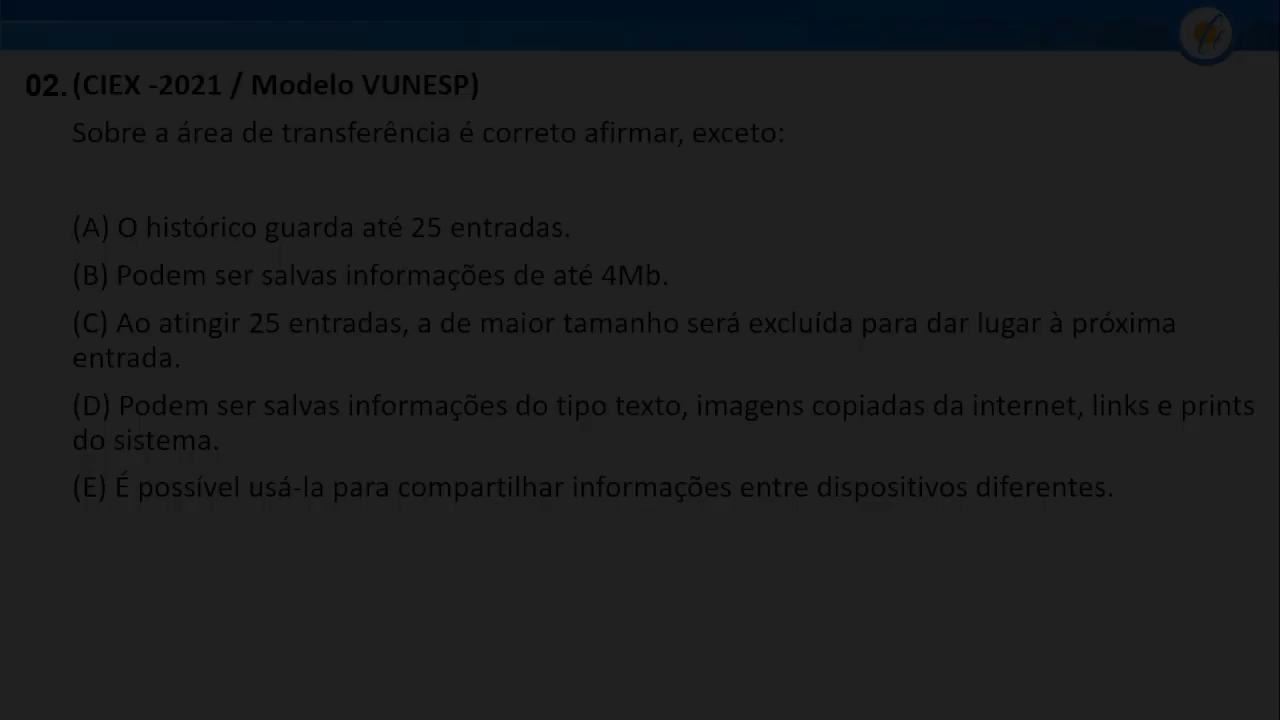 02. (CIEX -2021 / Modelo VUNESP)
Sobre a área de transferência é correto afirmar, exceto:
(A) O histórico guarda até 25 entradas.
(B) Podem ser salvas informações de até 4Mb.
(C) Ao atingir 25 entradas, a de maior tamanho será excluída para dar lugar à próxima
entrada.
(D) Podem ser salvas informações do tipo texto, imagens copiadas da internet, links e prints
do sistema.
(E) É possível usá-la para compartilhar informações entre dispositivos diferentes.